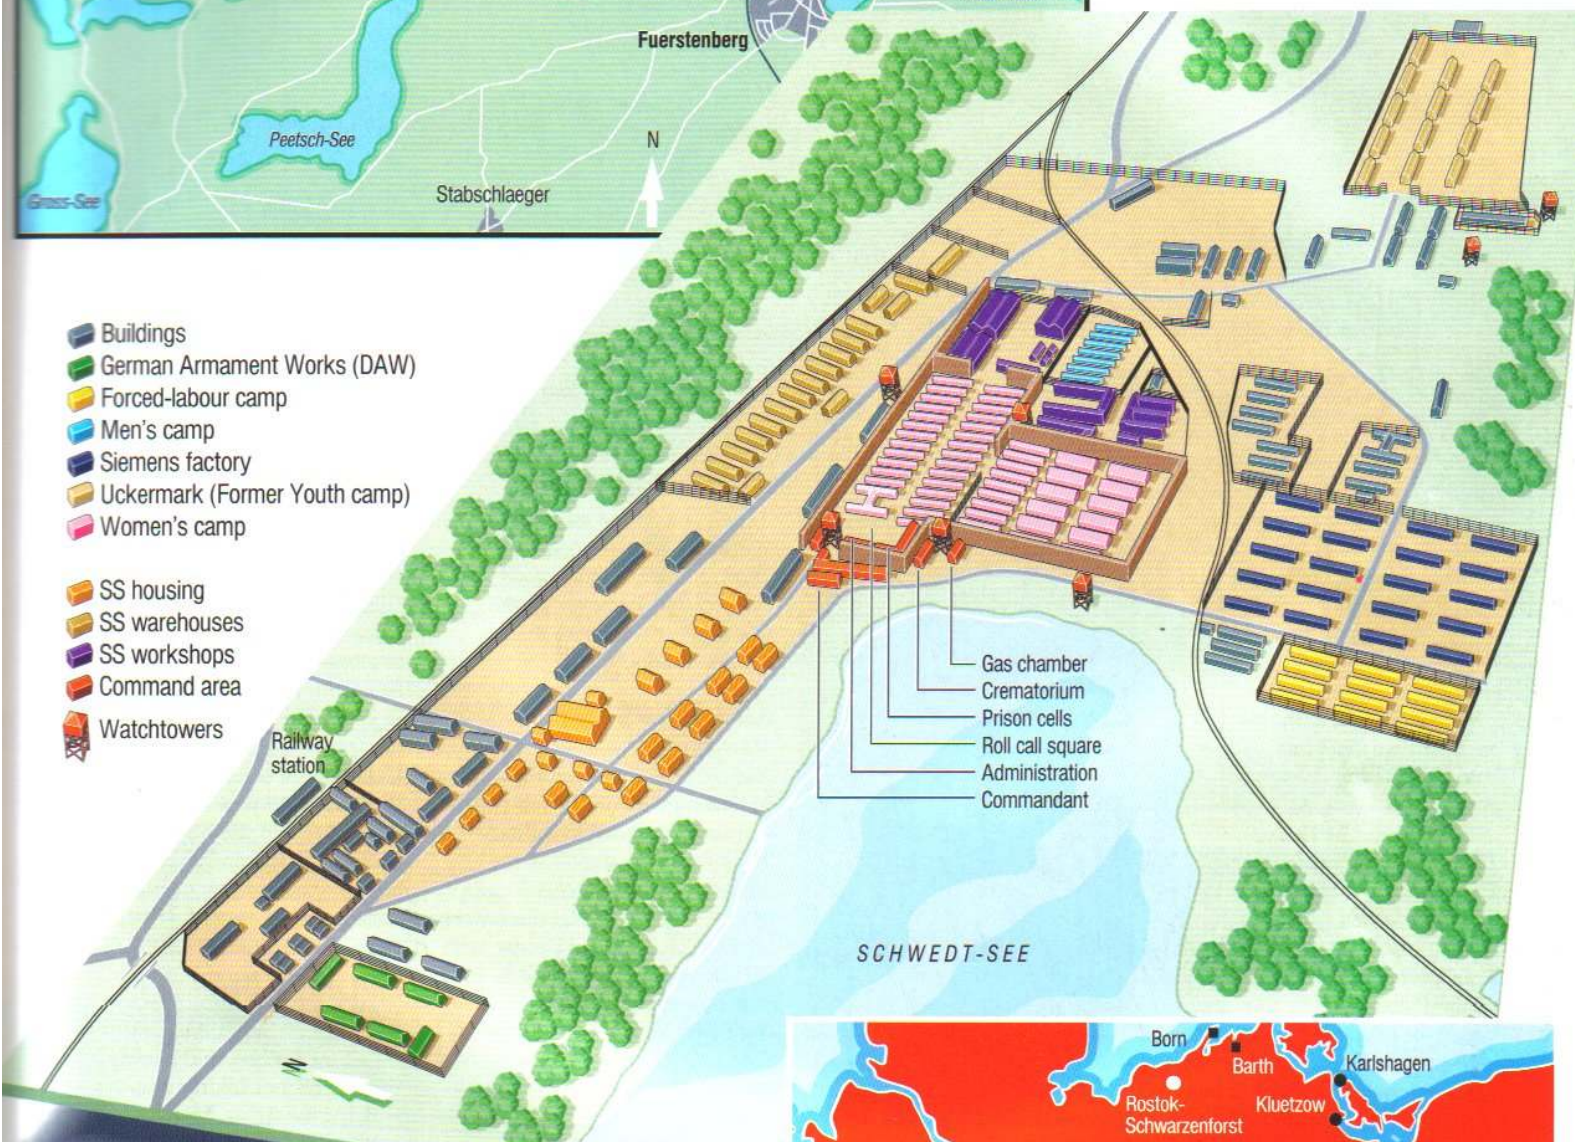 Fuerstenberg
Peetsch-See
N
Stabschlaeger
Gross-See
Buildings
German Armament Works (DAW)
Forced-labour camp
Men's camp
Siemens factory
Uckermark (Former Youth camp)
Women's camp
SS housing
SS warehouses
SS workshops
Command area
Watchtowers
Railway
station
Gas chamber
Crematorium
Prison cells
Roll call square
Administration
Commandant
SCHWEDT-SEE
N
Born
Barth
Karlshagen
Rostok-
Schwarzenforst
Kluetzow